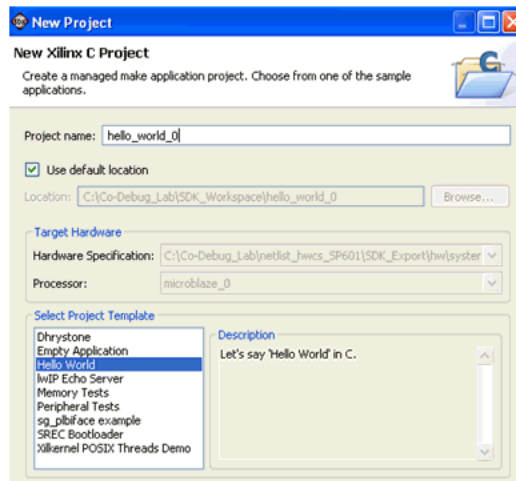 New Project
New Xilinx C Project
Create a managed make application project. Choose from one of the sample
applications.
Project name: hello_world_0
Use default location
Location: C:\Co-Debug_Lab\SDK_Workspace\hello_world_0 Browse...
Target Hardware
Hardware Specification: C:\Co-Debug_Lab\netlist_hwcs_SP601\SDK_Export\hw\system
Processor: microblaze_0
Select Project Template
Dhrystone
Empty Application
Hello World
lwIP Echo Server
Memory Tests
Peripheral Tests
sg_plbiface example
SREC Bootloader
Xilkernel POSIX Threads Demo
Description
Let's say 'Hello World' in C.